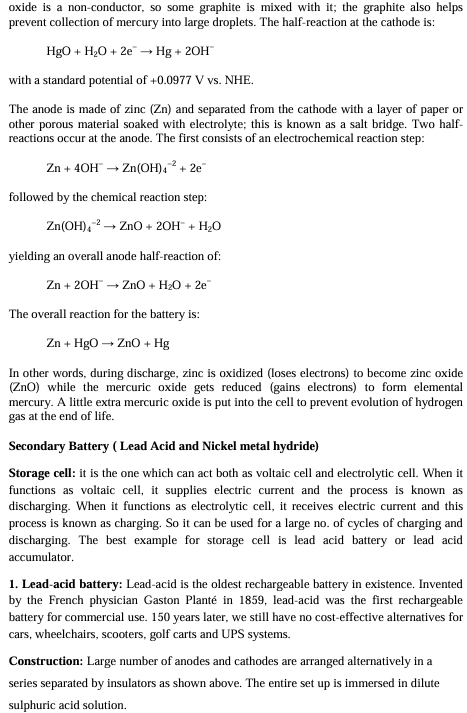 oxide is a non-conductor, so some graphite is mixed with it; the graphite also helps
prevent collection of mercury into large droplets. The half-reaction at the cathode is:
HgO + H₂O + 2e⁻ → Hg + 2OH⁻
with a standard potential of +0.0977 V vs. NHE.
The anode is made of zinc (Zn) and separated from the cathode with a layer of paper or
other porous material soaked with electrolyte; this is known as a salt bridge. Two half-
reactions occur at the anode. The first consists of an electrochemical reaction step:
Zn + 4OH⁻ → Zn(OH)₄⁻² + 2e⁻
followed by the chemical reaction step:
Zn(OH)₄⁻² → ZnO + 2OH⁻ + H₂O
yielding an overall anode half-reaction of:
Zn + 2OH⁻ → ZnO + H₂O + 2e⁻
The overall reaction for the battery is:
Zn + HgO → ZnO + Hg
In other words, during discharge, zinc is oxidized (loses electrons) to become zinc oxide
(ZnO) while the mercuric oxide gets reduced (gains electrons) to form elemental
mercury. A little extra mercuric oxide is put into the cell to prevent evolution of hydrogen
gas at the end of life.
Secondary Battery ( Lead Acid and Nickel metal hydride)
Storage cell: it is the one which can act both as voltaic cell and electrolytic cell. When it
functions as voltaic cell, it supplies electric current and the process is known as
discharging. When it functions as electrolytic cell, it receives electric current and this
process is known as charging. So it can be used for a large no. of cycles of charging and
discharging. The best example for storage cell is lead acid battery or lead acid
accumulator.
1. Lead-acid battery: Lead-acid is the oldest rechargeable battery in existence. Invented
by the French physician Gaston Planté in 1859, lead-acid was the first rechargeable
battery for commercial use. 150 years later, we still have no cost-effective alternatives for
cars, wheelchairs, scooters, golf carts and UPS systems.
Construction: Large number of anodes and cathodes are arranged alternatively in a
series separated by insulators as shown above. The entire set up is immersed in dilute
sulphuric acid solution.